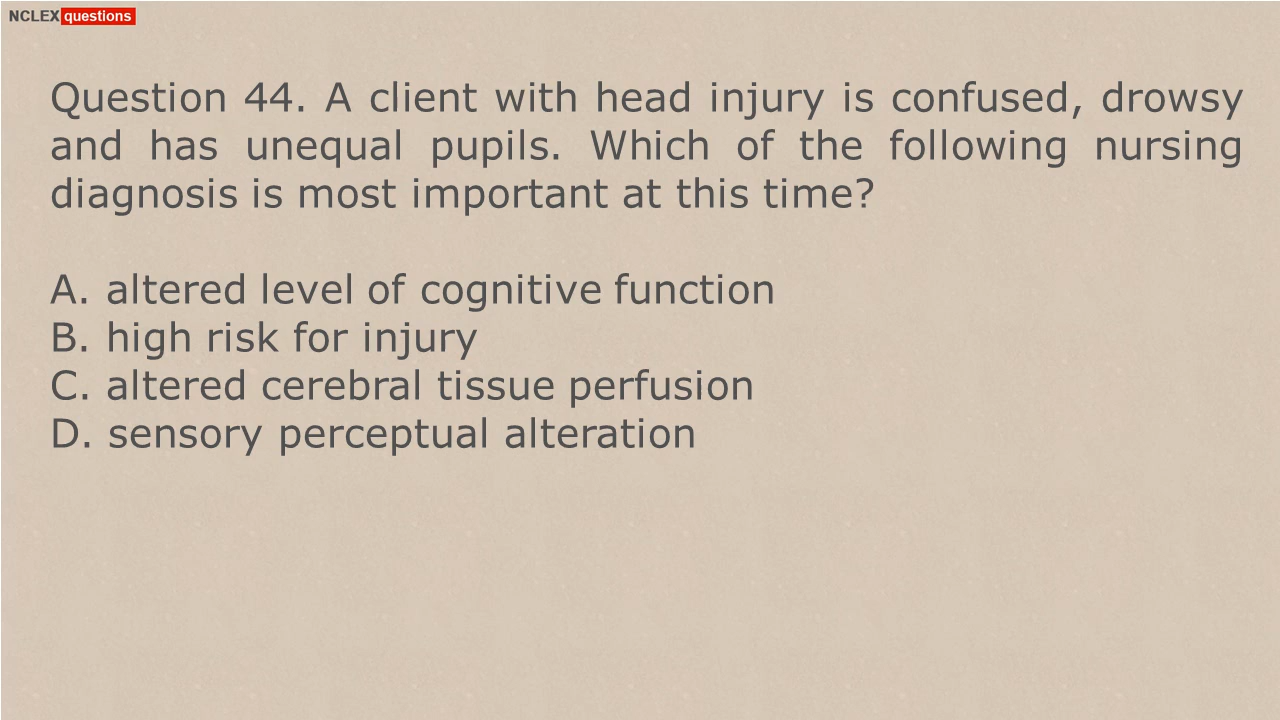 NCLEX questions
Question 44. A client with head injury is confused, drowsy
and has unequal pupils. Which of the following nursing
diagnosis is most important at this time?
A. altered level of cognitive function
B. high risk for injury
C. altered cerebral tissue perfusion
D. sensory perceptual alteration